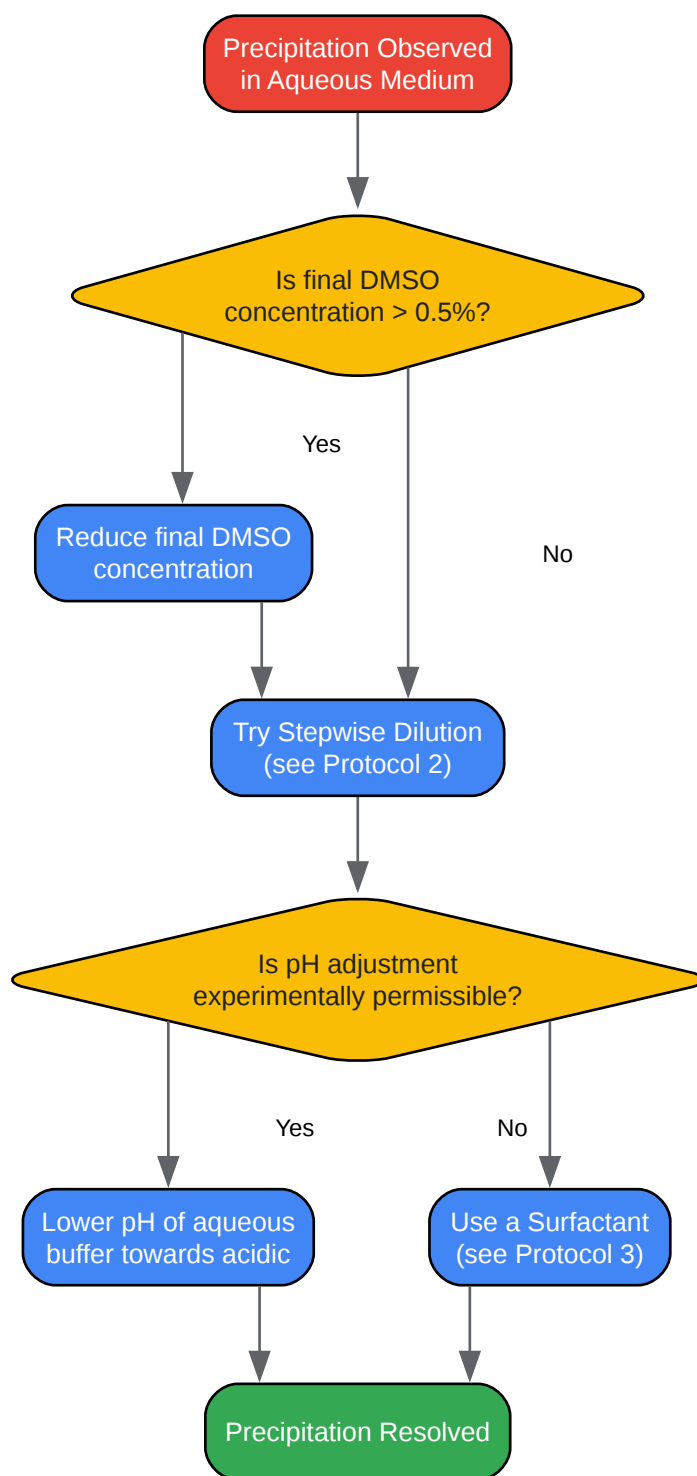 Precipitation Observed
in Aqueous Medium
Is final DMSO
concentration > 0.5%?
Yes
Reduce final DMSO
concentration
No
Try Stepwise Dilution
(see Protocol 2)
Is pH adjustment
experimentally permissible?
Yes
No
Lower pH of aqueous
buffer towards acidic
Use a Surfactant
(see Protocol 3)
Precipitation Resolved